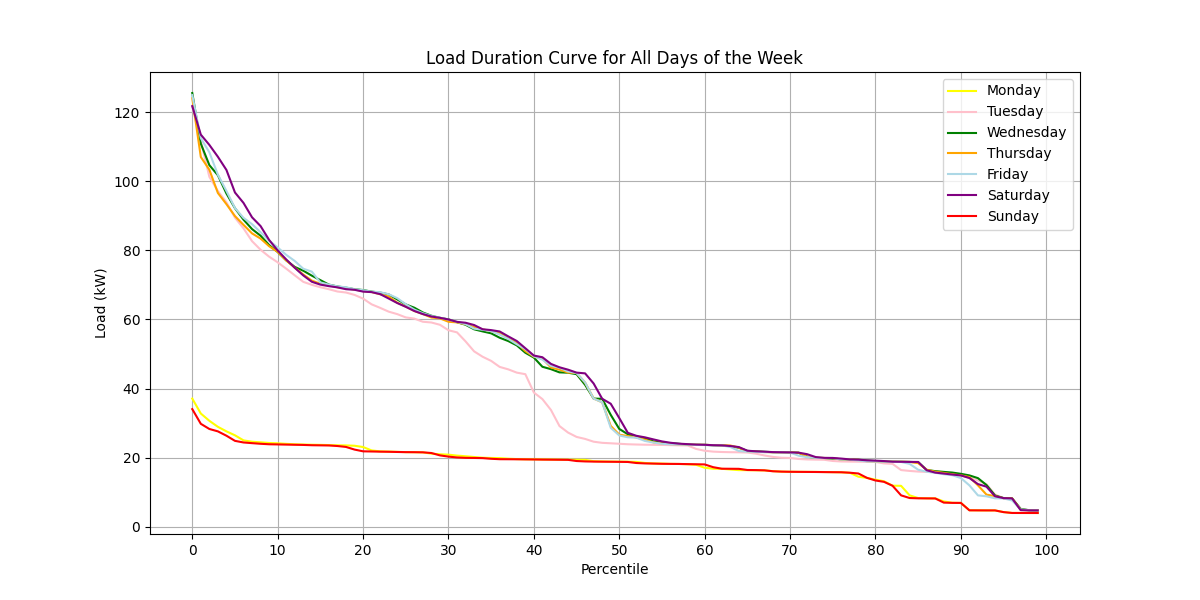 Load Duration Curve for All Days of the Week
Monday
Tuesday
Wednesday
Thursday
Friday
Saturday
Sunday
Load (kW)
120
100
80
60
40
20
0
0 10 20 30 40 50 60 70 80 90 100
Percentile